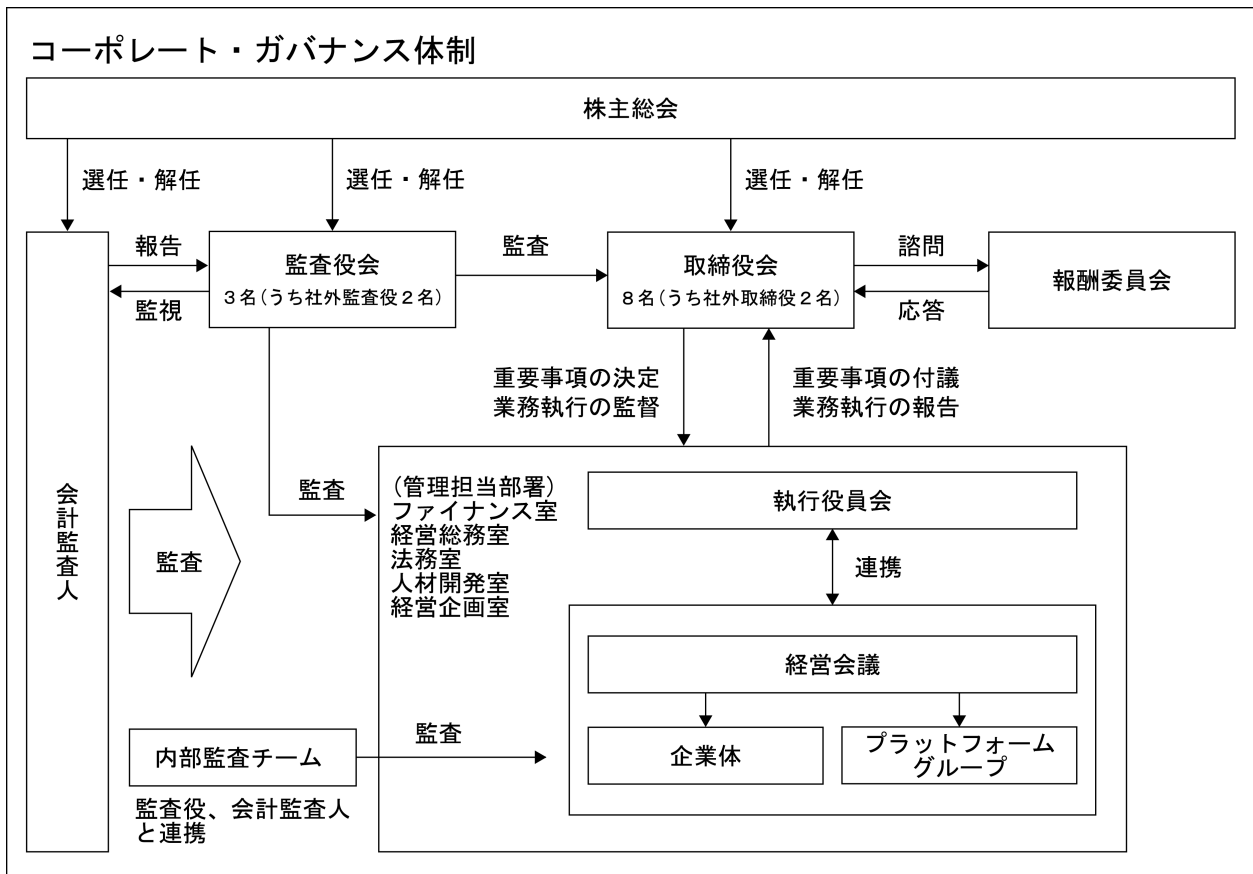 コーポレート・ガバナンス体制
株主総会
選任・解任
選任・解任
選任・解任
報告
監視
監査役会
3名(うち社外監査役2名)
監査
取締役会
8名(うち社外取締役2名)
諮問
応答
報酬委員会
重要事項の決定
業務執行の監督
重要事項の付議
業務執行の報告
会計監査人
監査
監査
(管理担当部署)
ファイナンス室
経営総務室
法務室
人材開発室
経営企画室
執行役員会
連携
経営会議
企業体
プラットフォーム
グループ
内部監査チーム
監査
監査役、会計監査人
と連携